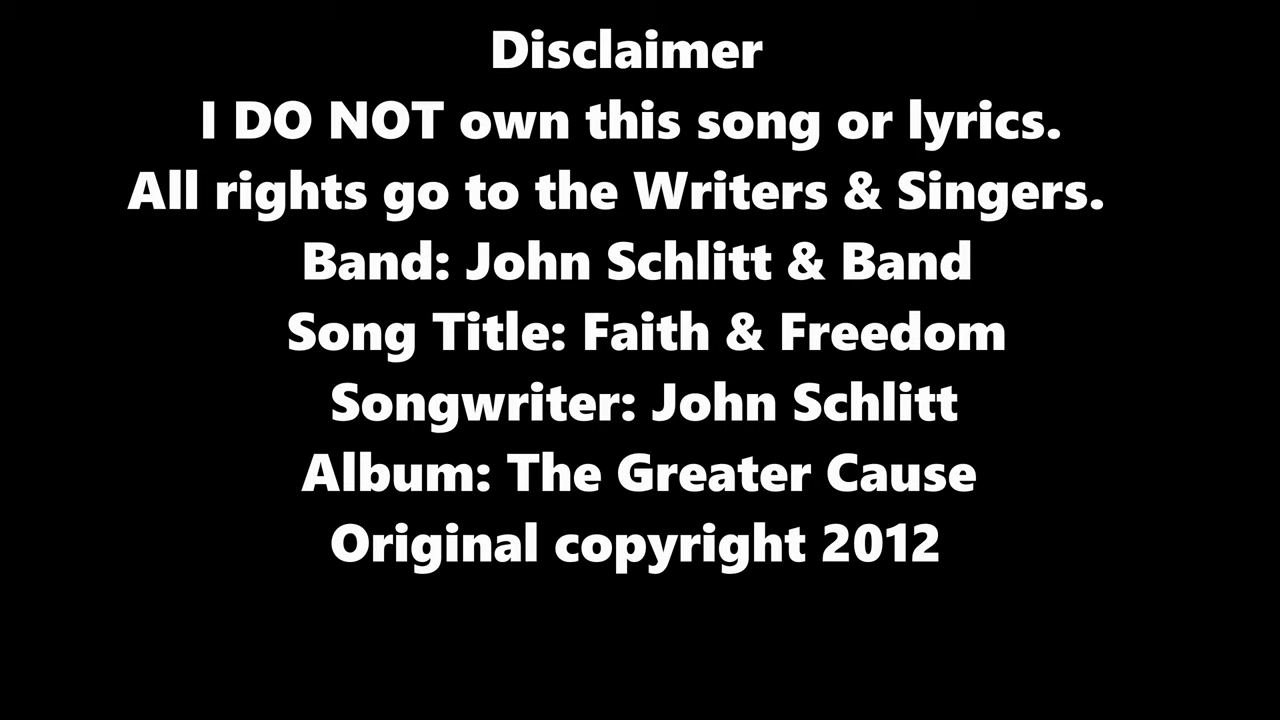 Disclaimer
I DO NOT own this song or lyrics.
All rights go to the Writers & Singers.
Band: John Schlitt & Band
Song Title: Faith & Freedom
Songwriter: John Schlitt
Album: The Greater Cause
Original copyright 2012